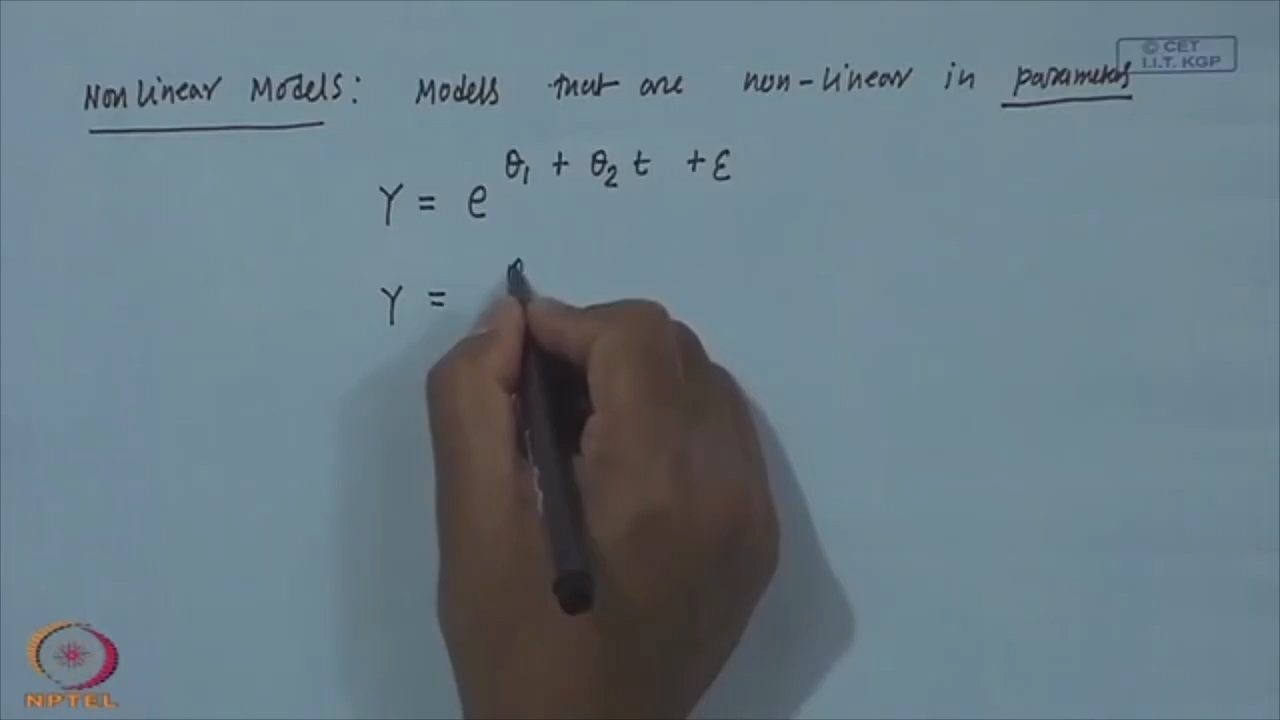 © CET
I.I.T. KGP
Non linear Models: Models that are non-linear in parameters
Y = e^{θ₁ + θ₂ t + ε}
Y =
NPTEL